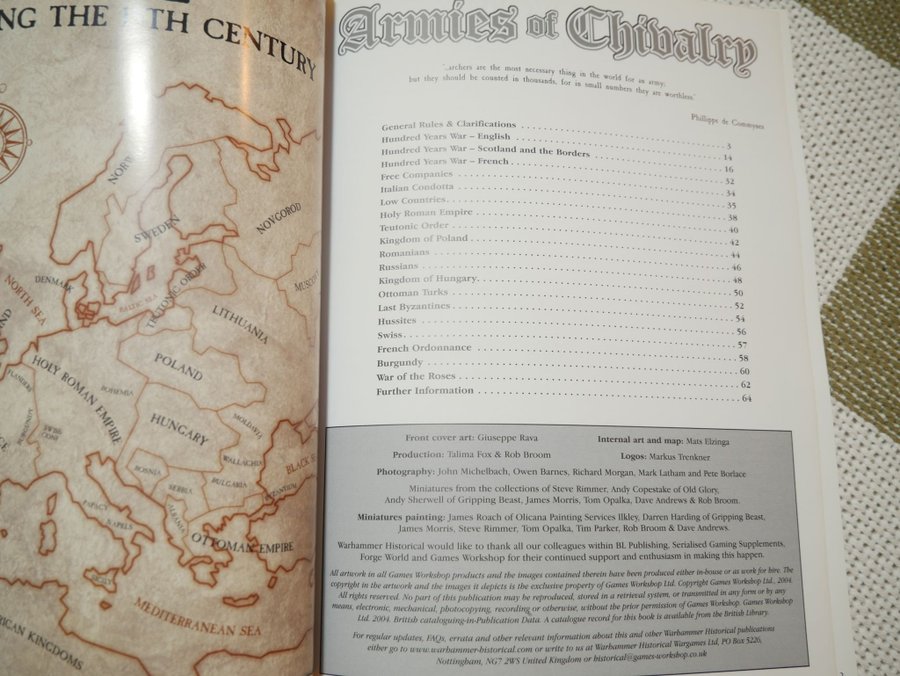 ING THE 15TH CENTURY
NOR
SWEDEN
NOVGOROD
MUSCO
DENMARK
NORTH SEA
BALTIC SEA
TEUTONIC ORDER
LITHUANIA
ND
POLAND
FLANDERS
HOLY ROMAN EMPIRE
BOHEMIA
BURGUNDY
SWISS CONF
HUNGARY
MOLDAVIA
WALLACHIA
CE
BOSNIA
SERBIA
BULGARIA
BLACK S
BYZANTIUM
PAPACY
NAPLES
ALBANIA
OTTOMAN EMPIRE
MEDITERRANEAN SEA
RICAN KINGDOMS
Armies of Chivalry
'..archers are the most necessary thing in the world for an army;
but they should be counted in thousands, for in small numbers they are worthless.'
Phillippe de Commynes
General Rules & Clarifications 3
Hundred Years War – English 14
Hundred Years War – Scotland and the Borders 16
Hundred Years War – French 32
Free Companies 34
Italian Condotta 35
Low Countries 38
Holy Roman Empire 40
Teutonic Order 42
Kingdom of Poland 44
Romanians 46
Russians 48
Kingdom of Hungary 50
Ottoman Turks 52
Last Byzantines 54
Hussites 56
Swiss 57
French Ordonnance 58
Burgundy 60
War of the Roses 62
Further Information 64
Front cover art: Giuseppe Rava Internal art and map: Mats Elzinga
Production: Talima Fox & Rob Broom Logos: Markus Trenkner
Photography: John Michelbach, Owen Barnes, Richard Morgan, Mark Latham and Pete Borlace
Miniatures from the collections of Steve Rimmer, Andy Copestake of Old Glory,
Andy Sherwell of Gripping Beast, James Morris, Tom Opalka, Dave Andrews & Rob Broom.
Miniatures painting: James Roach of Olicana Painting Services Ilkley, Darren Harding of Gripping Beast,
James Morris, Steve Rimmer, Tom Opalka, Tim Parker, Rob Broom & Dave Andrews.
Warhammer Historical would like to thank all our colleagues within BL Publishing, Serialised Gaming Supplements,
Forge World and Games Workshop for their continued support and enthusiasm in making this happen.
All artwork in all Games Workshop products and the images contained therein have been produced either in-house or as work for hire. The
copyright in the artwork and the images it depicts is the exclusive property of Games Workshop Ltd. Copyright Games Workshop Ltd., 2004.
All rights reserved. No part of this publication may be reproduced, stored in a retrieval system, or transmitted in any form or by any
means, electronic, mechanical, photocopying, recording or otherwise, without the prior permission of Games Workshop. Games Workshop
Ltd. 2004. British cataloguing-in-Publication Data. A catalogue record for this book is available from the British Library.
For regular updates, FAQs, errata and other relevant information about this and other Warhammer Historical publications
either go to www.warhammer-historical.com or write to us at Warhammer Historical Wargames Ltd, PO Box 5226,
Nottingham, NG7 2WS United Kingdom or historical@games-workshop.co.uk